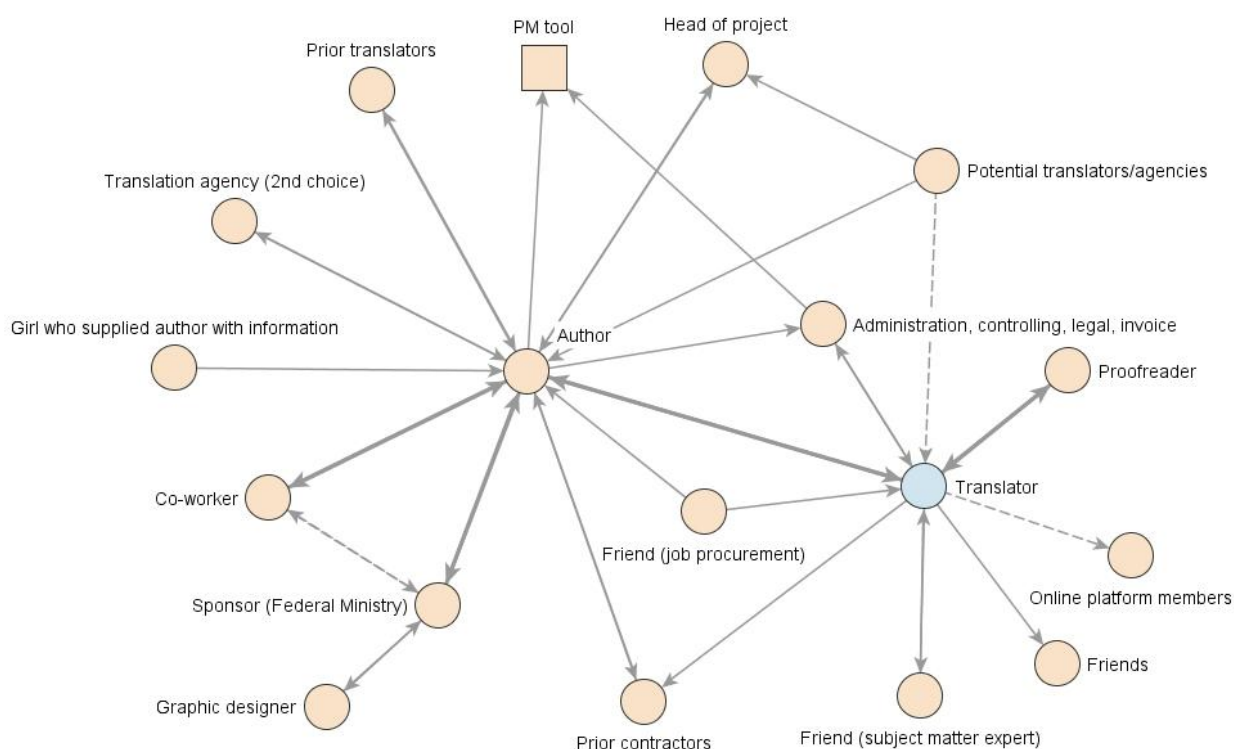 Head of project
PM tool
Prior translators
Potential translators/agencies
Translation agency (2nd choice)
Girl who supplied author with information
Administration, controlling, legal, invoice
Author
Proofreader
Translator
Co-worker
Friend (job procurement)
Online platform members
Sponsor (Federal Ministry)
Friends
Graphic designer
Friend (subject matter expert)
Prior contractors